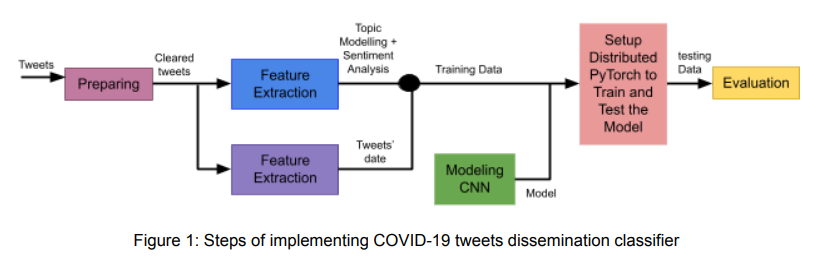 Tweets
Preparing
Cleared
tweets
Feature
Extraction
Topic
Modelling +
Sentiment
Analysis
Feature
Extraction
Tweets'
date
Training Data
Modeling
CNN
Model
Setup
Distributed
PyTorch to
Train and
Test the
Model
testing
Data
Evaluation
Figure 1: Steps of implementing COVID-19 tweets dissemination classifier